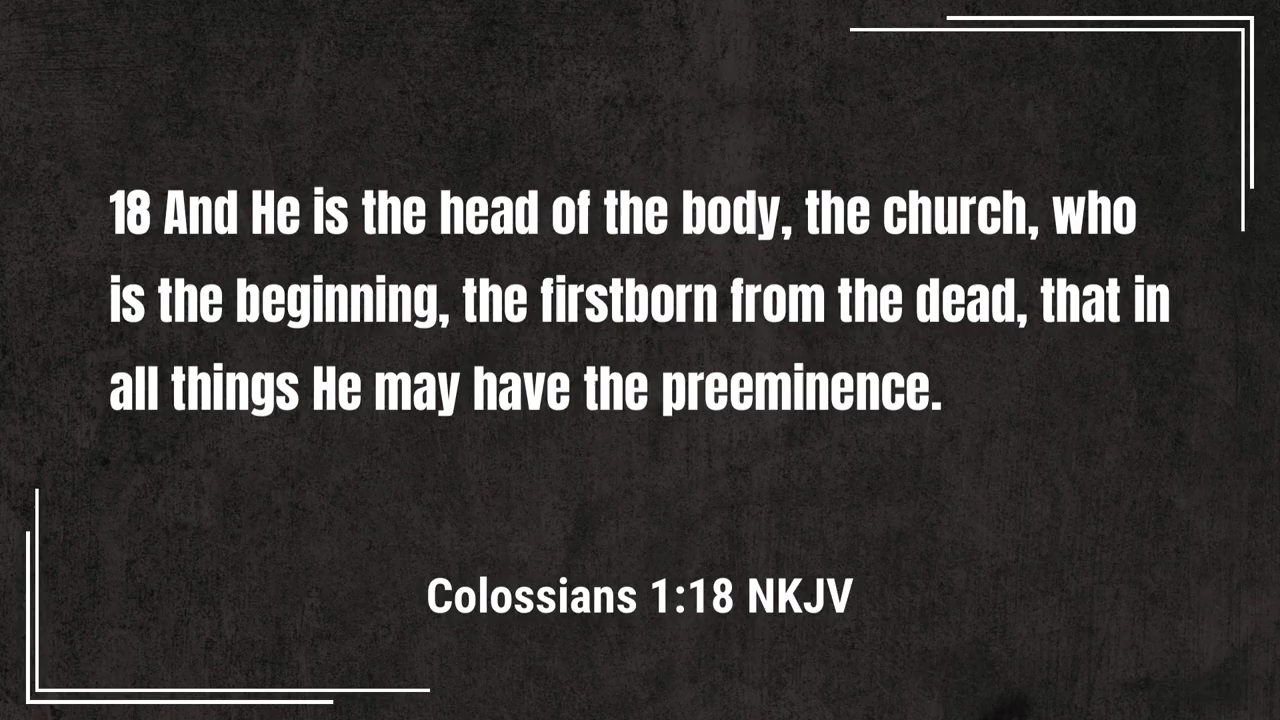 18 And He is the head of the body, the church, who
is the beginning, the firstborn from the dead, that in
all things He may have the preeminence.
Colossians 1:18 NKJV